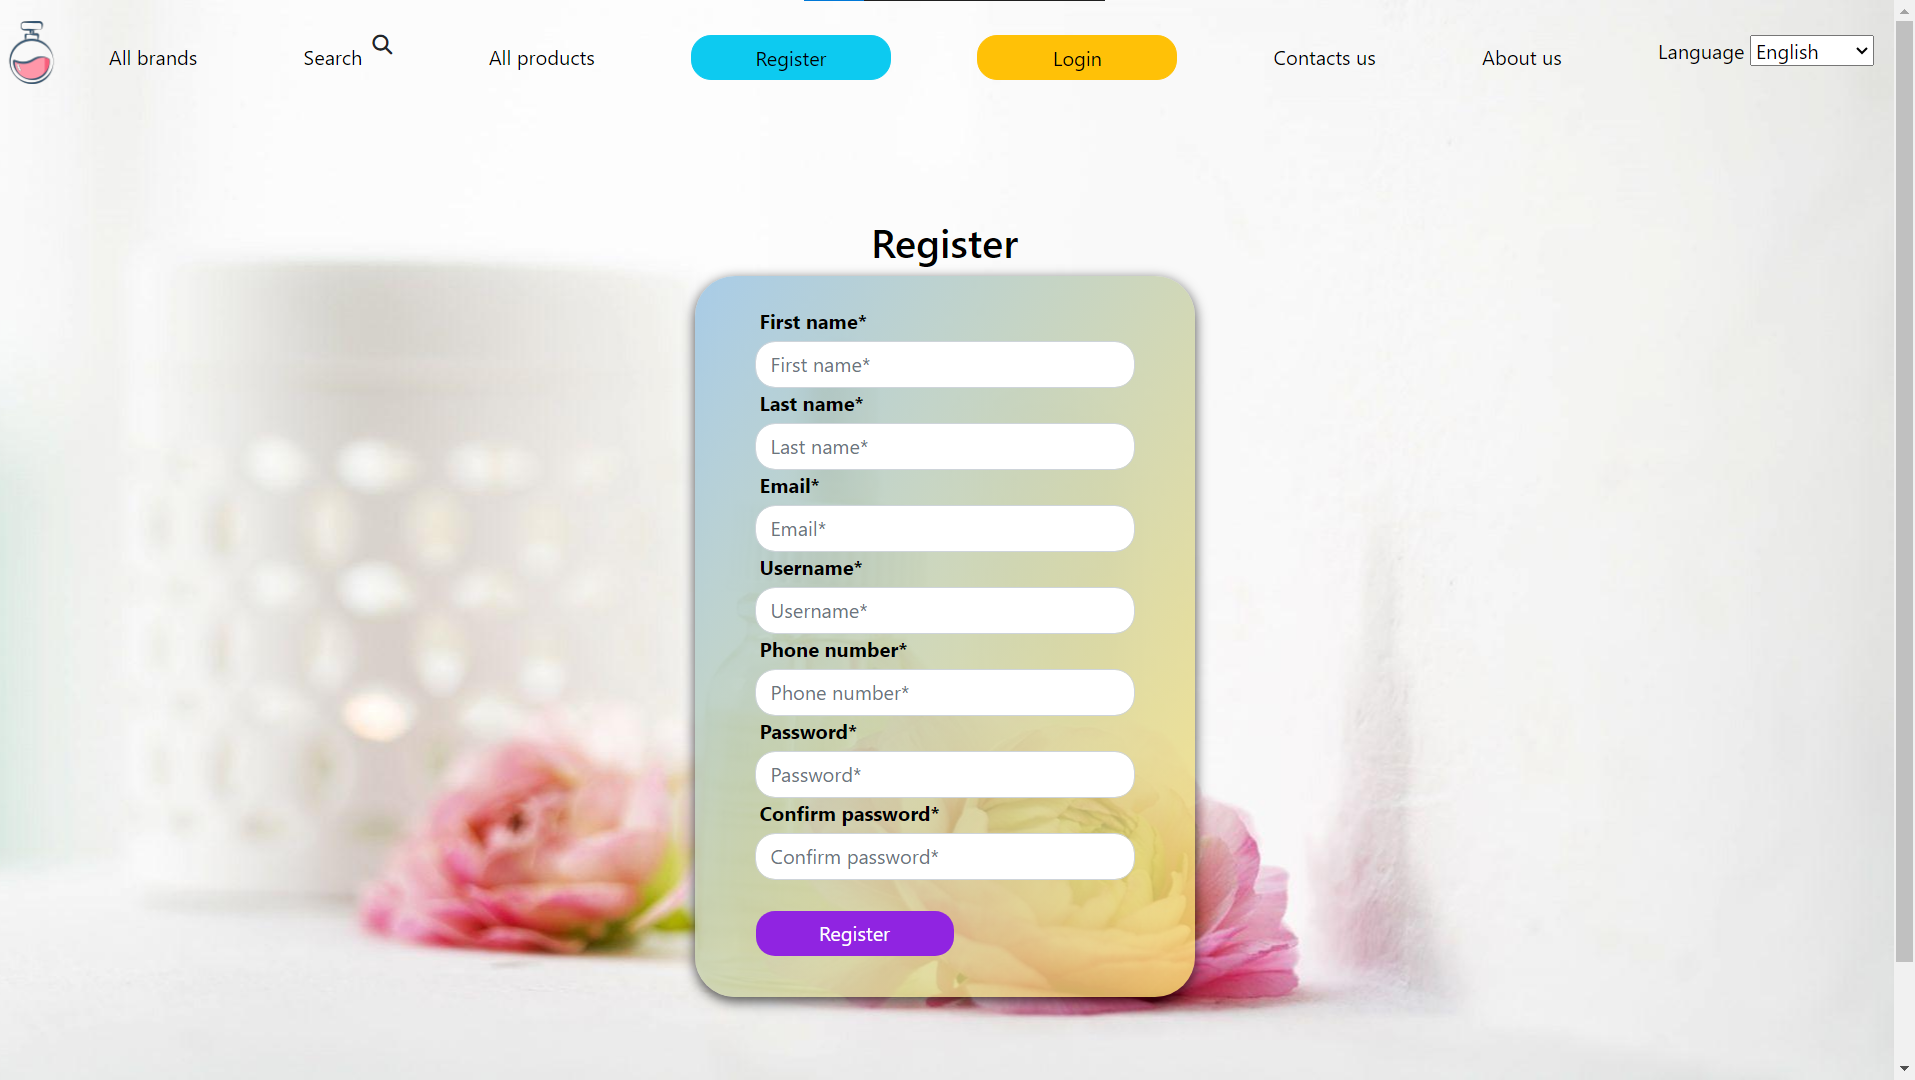 All brands
Search
All products
Register
Login
Contacts us
About us
Language English
Register
First name*
First name*
Last name*
Last name*
Email*
Email*
Username*
Username*
Phone number*
Phone number*
Password*
Password*
Confirm password*
Confirm password*
Register